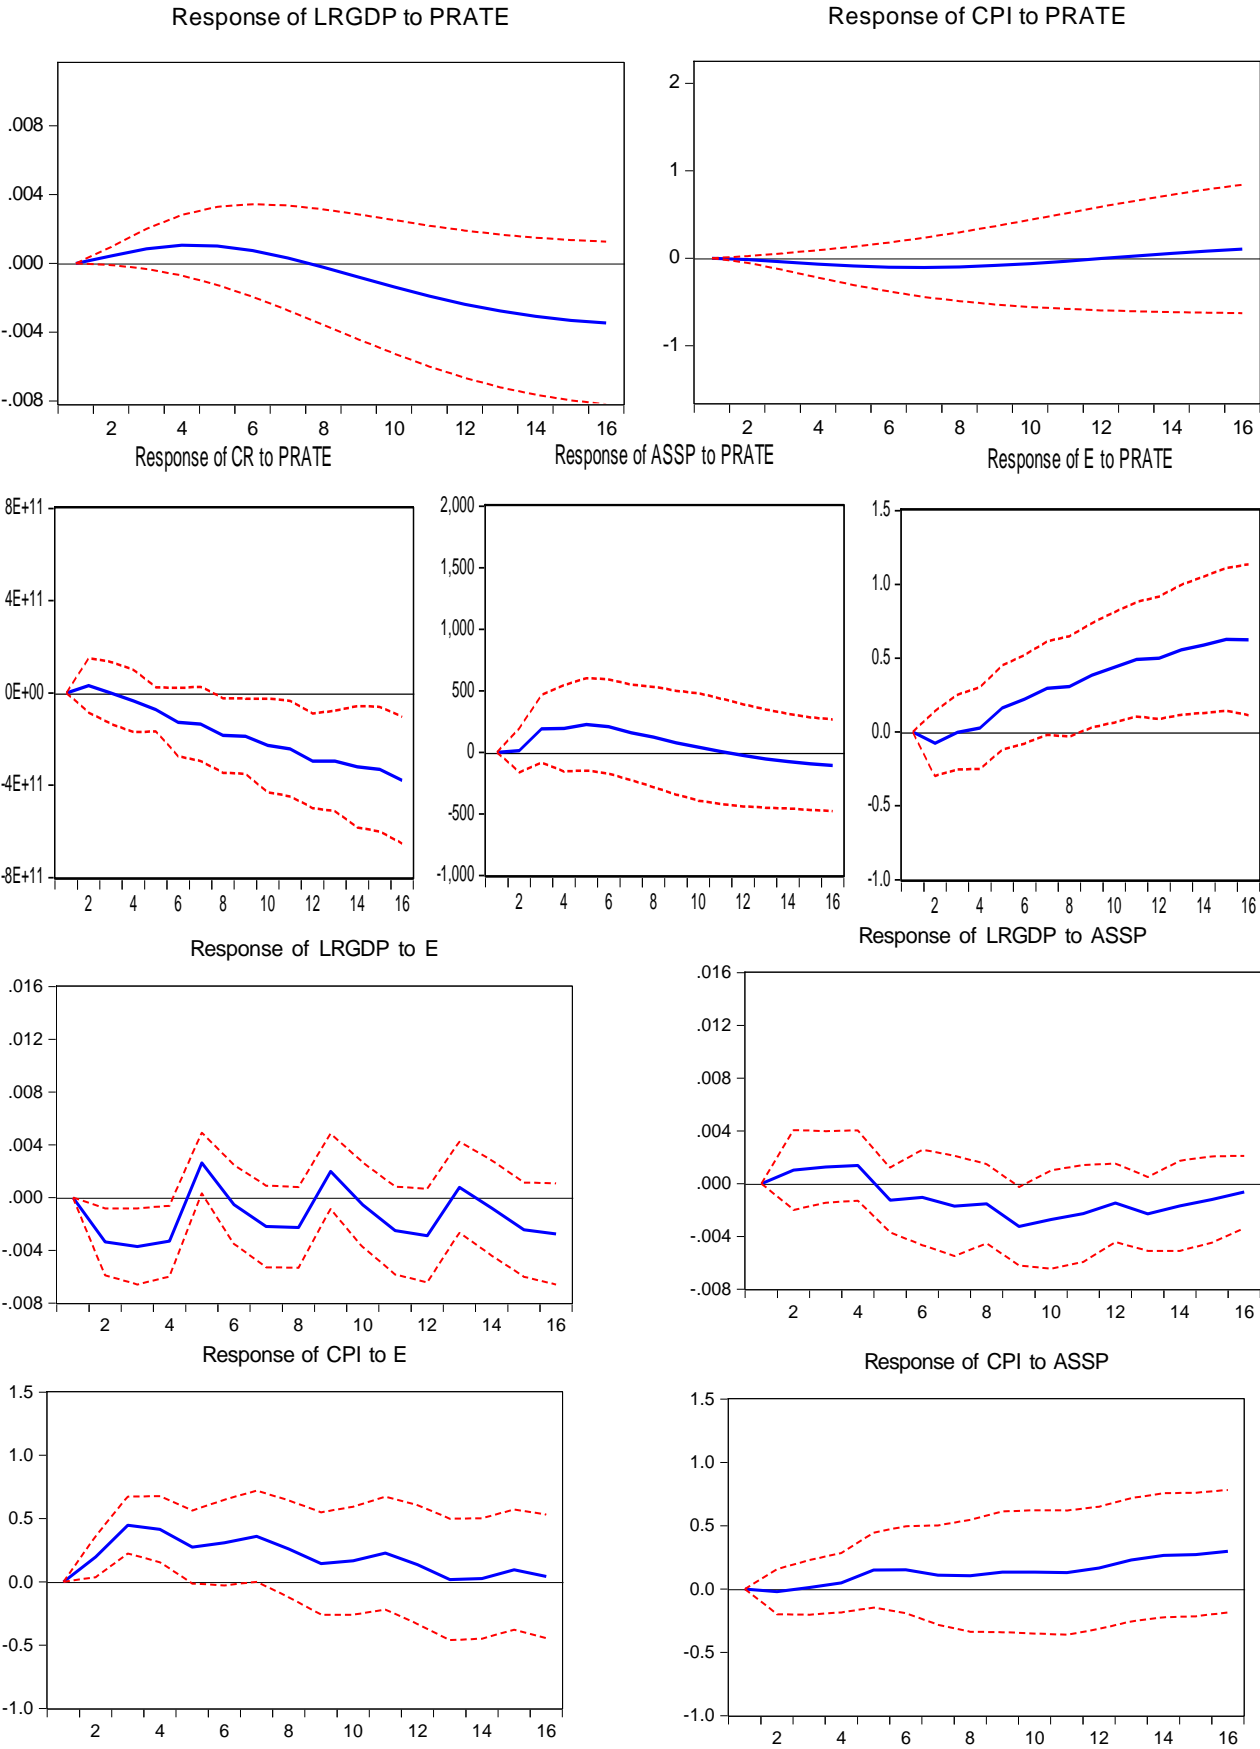 Response of LRGDP to PRATE
.008
.004
.000
-.004
-.008
2 4 6 8 10 12 14 16
Response of CPI to PRATE
2
1
0
-1
2 4 6 8 10 12 14 16
Response of CR to PRATE
8E+11
4E+11
0E+00
-4E+11
-8E+11
2 4 6 8 10 12 14 16
Response of ASSP to PRATE
2,000
1,500
1,000
500
0
-500
-1,000
2 4 6 8 10 12 14 16
Response of E to PRATE
1.5
1.0
0.5
0.0
-0.5
-1.0
2 4 6 8 10 12 14 16
Response of LRGDP to E
.016
.012
.008
.004
.000
-.004
-.008
2 4 6 8 10 12 14 16
Response of LRGDP to ASSP
.016
.012
.008
.004
.000
-.004
-.008
2 4 6 8 10 12 14 16
Response of CPI to E
1.5
1.0
0.5
0.0
-0.5
-1.0
2 4 6 8 10 12 14 16
Response of CPI to ASSP
1.5
1.0
0.5
0.0
-0.5
-1.0
2 4 6 8 10 12 14 16